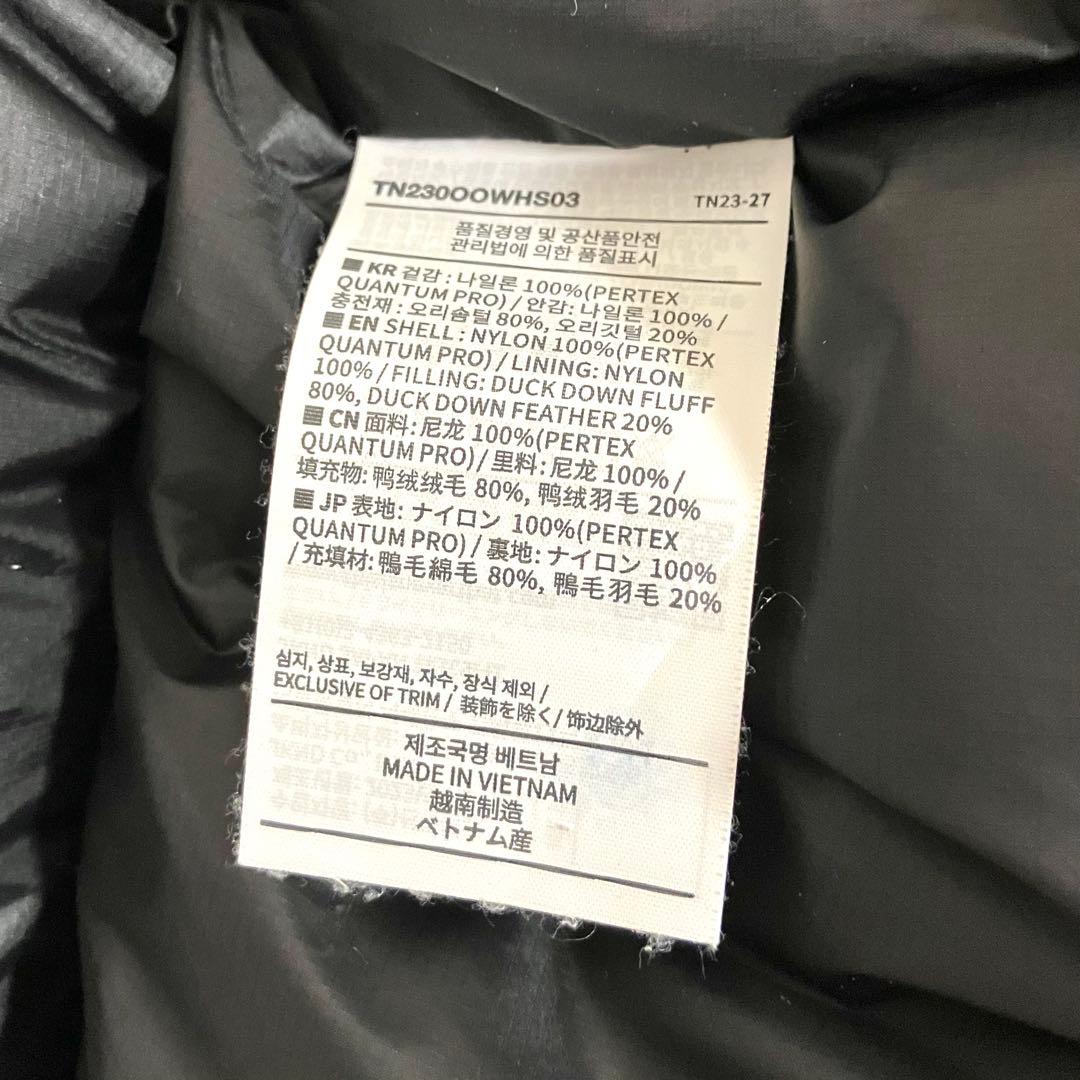 TN230OOWHS03 TN23-27
품질경영 및 공산품안전
관리법에 의한 품질표시
KR 겉감 : 나일론 100%(PERTEX
QUANTUM PRO) / 안감 : 나일론 100% /
충전재 : 오리솜털 80%, 오리깃털 20%
EN SHELL : NYLON 100%(PERTEX
QUANTUM PRO) / LINING: NYLON
100% / FILLING: DUCK DOWN FLUFF
80%, DUCK DOWN FEATHER 20%
CN 面料: 尼龙 100%(PERTEX
QUANTUM PRO) / 里料: 尼龙 100% /
填充物: 鸭绒绒毛 80%, 鸭绒羽毛 20%
JP 表地: ナイロン 100%(PERTEX
QUANTUM PRO) / 裏地: ナイロン 100%
/ 充填材: 鴨毛綿毛 80%, 鴨毛羽毛 20%
심지, 상표, 보강재, 자수, 장식 제외 /
EXCLUSIVE OF TRIM / 装飾を除く / 饰边除外
제조국명 베트남
MADE IN VIETNAM
越南制造
ベトナム産